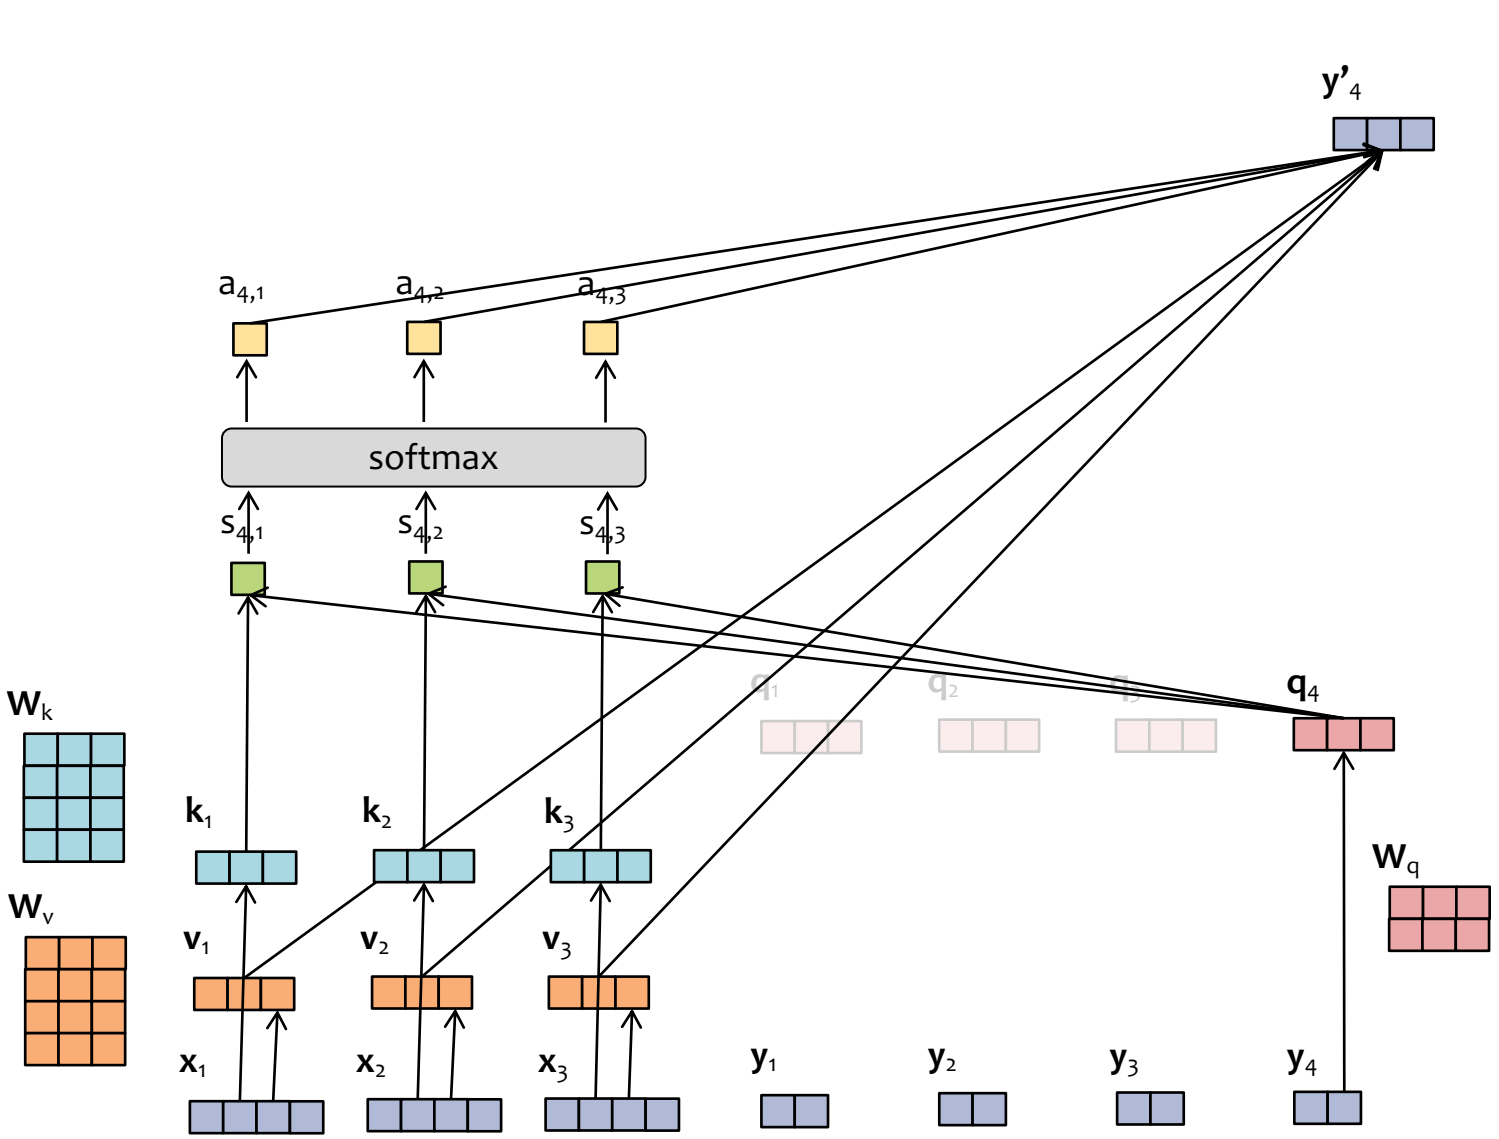 y'4
a4,1
a4,2
a4,3
softmax
s4,1
s4,2
s4,3
q1
q2
q3
q4
Wk
k1
k2
k3
Wq
Wv
v1
v2
v3
x1
x2
x3
y1
y2
y3
y4